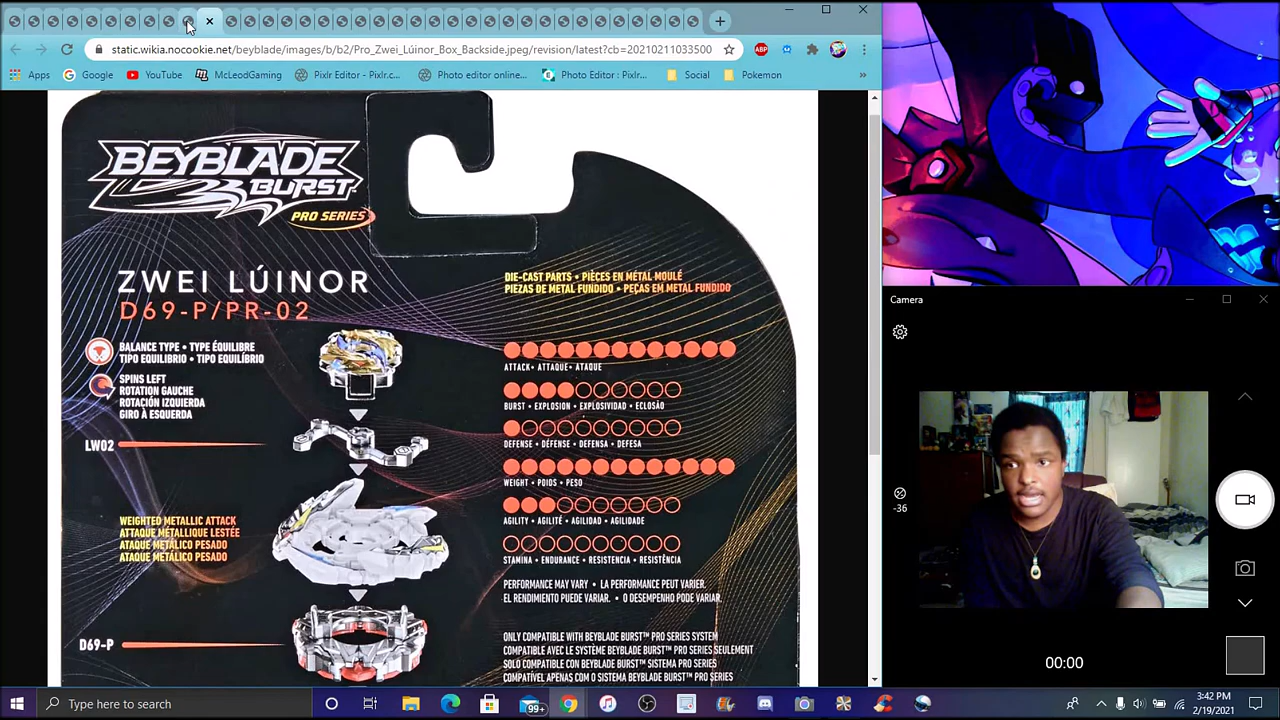 static.wikia.nocookie.net/beyblade/images/b/b2/Pro_Zwei_Lúinor_Box_Backside.jpeg/revision/latest?cb=20210211033500
ABP
Apps
Google
YouTube
McLeodGaming
Pixlr Editor - Pixlr.c...
Photo editor online...
Photo Editor : Pixlr...
Social
Pokemon
»
BEYBLADE
BURST
PRO SERIES
ZWEI LÚINOR
D69-P/PR-02
BALANCE TYPE • TYPE ÉQUILIBRE
TIPO EQUILIBRIO • TIPO EQUILÍBRIO
SPINS LEFT
ROTATION GAUCHE
ROTACIÓN IZQUIERDA
GIRO À ESQUERDA
LW02
WEIGHTED METALLIC ATTACK
ATTAQUE MÉTALLIQUE LESTÉE
ATAQUE METÁLICO PESADO
ATAQUE METÁLICO PESADO
D69-P
DIE-CAST PARTS • PIÈCES EN MÉTAL MOULÉ
PIEZAS DE METAL FUNDIDO • PEÇAS EM METAL FUNDIDO
ATTACK • ATTAQUE • ATAQUE
BURST • EXPLOSION • EXPLOSIVIDAD • ECLOSÃO
DEFENSE • DÉFENSE • DEFENSA • DEFESA
WEIGHT • POIDS • PESO
AGILITY • AGILITÉ • AGILIDAD • AGILIDADE
STAMINA • ENDURANCE • RESISTENCIA • RESISTÊNCIA
PERFORMANCE MAY VARY • LA PERFORMANCE PEUT VARIER.
EL RENDIMIENTO PUEDE VARIAR. • O DESEMPENHO PODE VARIAR.
ONLY COMPATIBLE WITH BEYBLADE BURST™ PRO SERIES SYSTEM
COMPATIBLE AVEC LE SYSTÈME BEYBLADE BURST™ PRO SERIES SEULEMENT
SOLO COMPATIBLE CON BEYBLADE BURST™ SISTEMA PRO SERIES
COMPATÍVEL APENAS COM O SISTEMA BEYBLADE BURST™ PRO SERIES
Camera
-36
00:00
Type here to search
99+
3:42 PM
2/19/2021